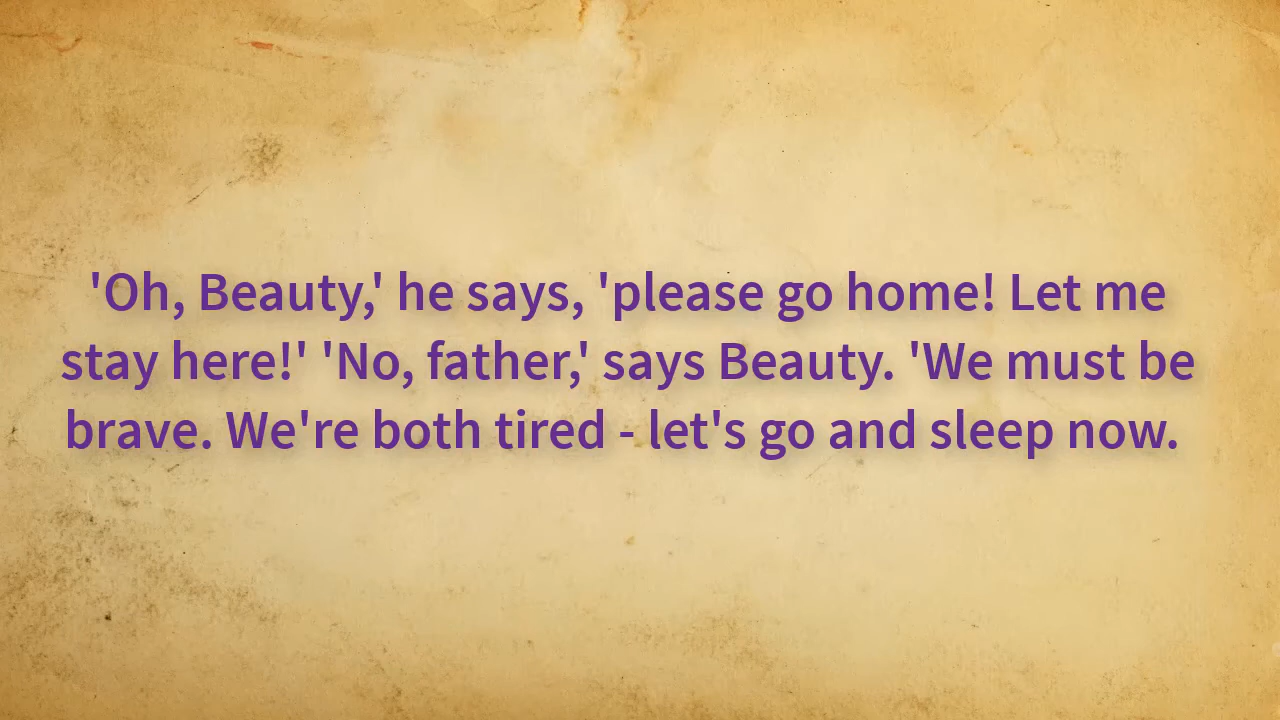 'Oh, Beauty,' he says, 'please go home! Let me
stay here!' 'No, father,' says Beauty. 'We must be
brave. We're both tired - let's go and sleep now.